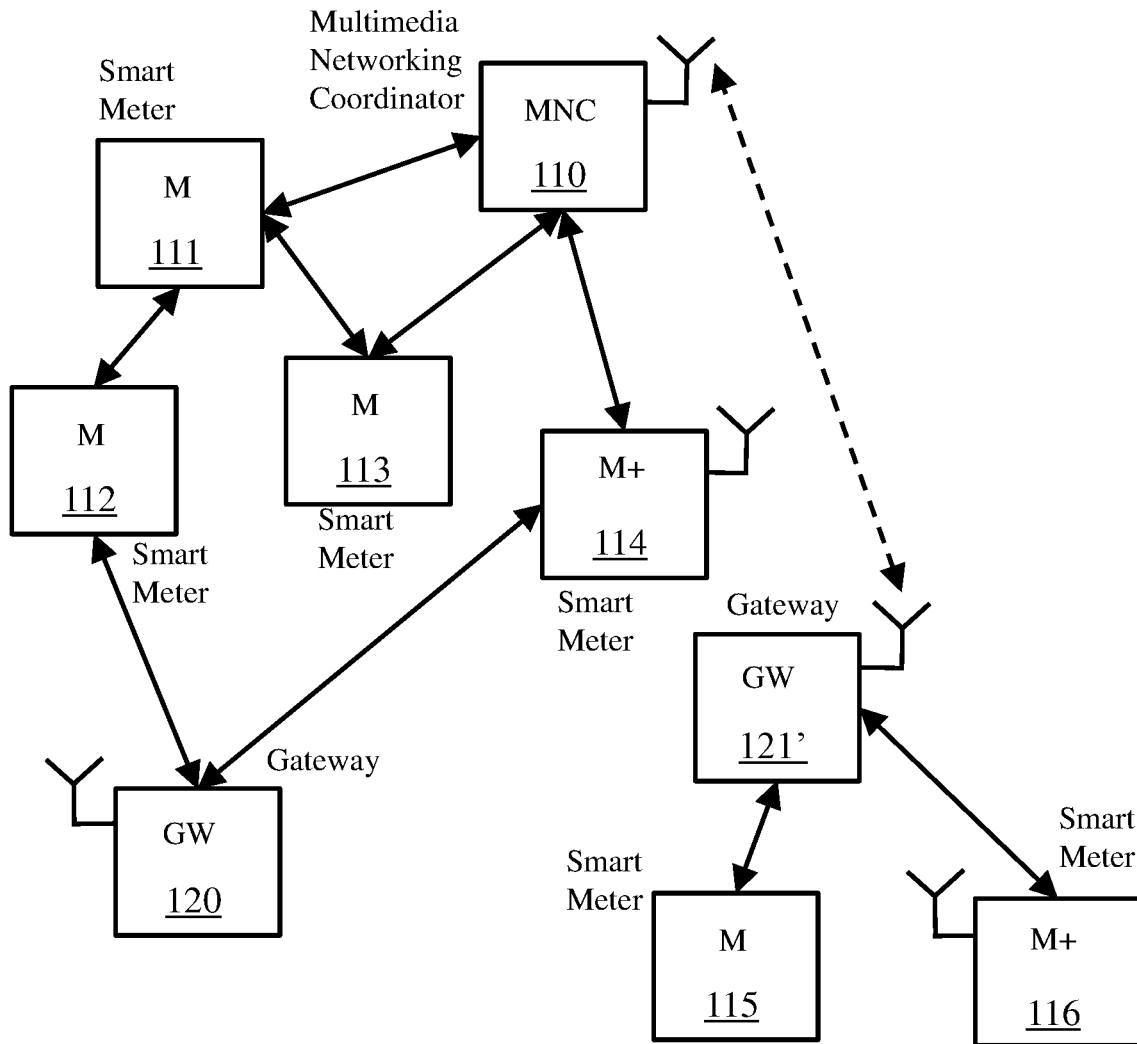 Multimedia
Networking
Coordinator
MNC
110
Smart
Meter
M
111
M
112
Smart
Meter
M
113
Smart
Meter
M+
114
Smart
Meter
Gateway
GW
120
Gateway
GW
121’
Smart
Meter
M
115
Smart
Meter
M+
116